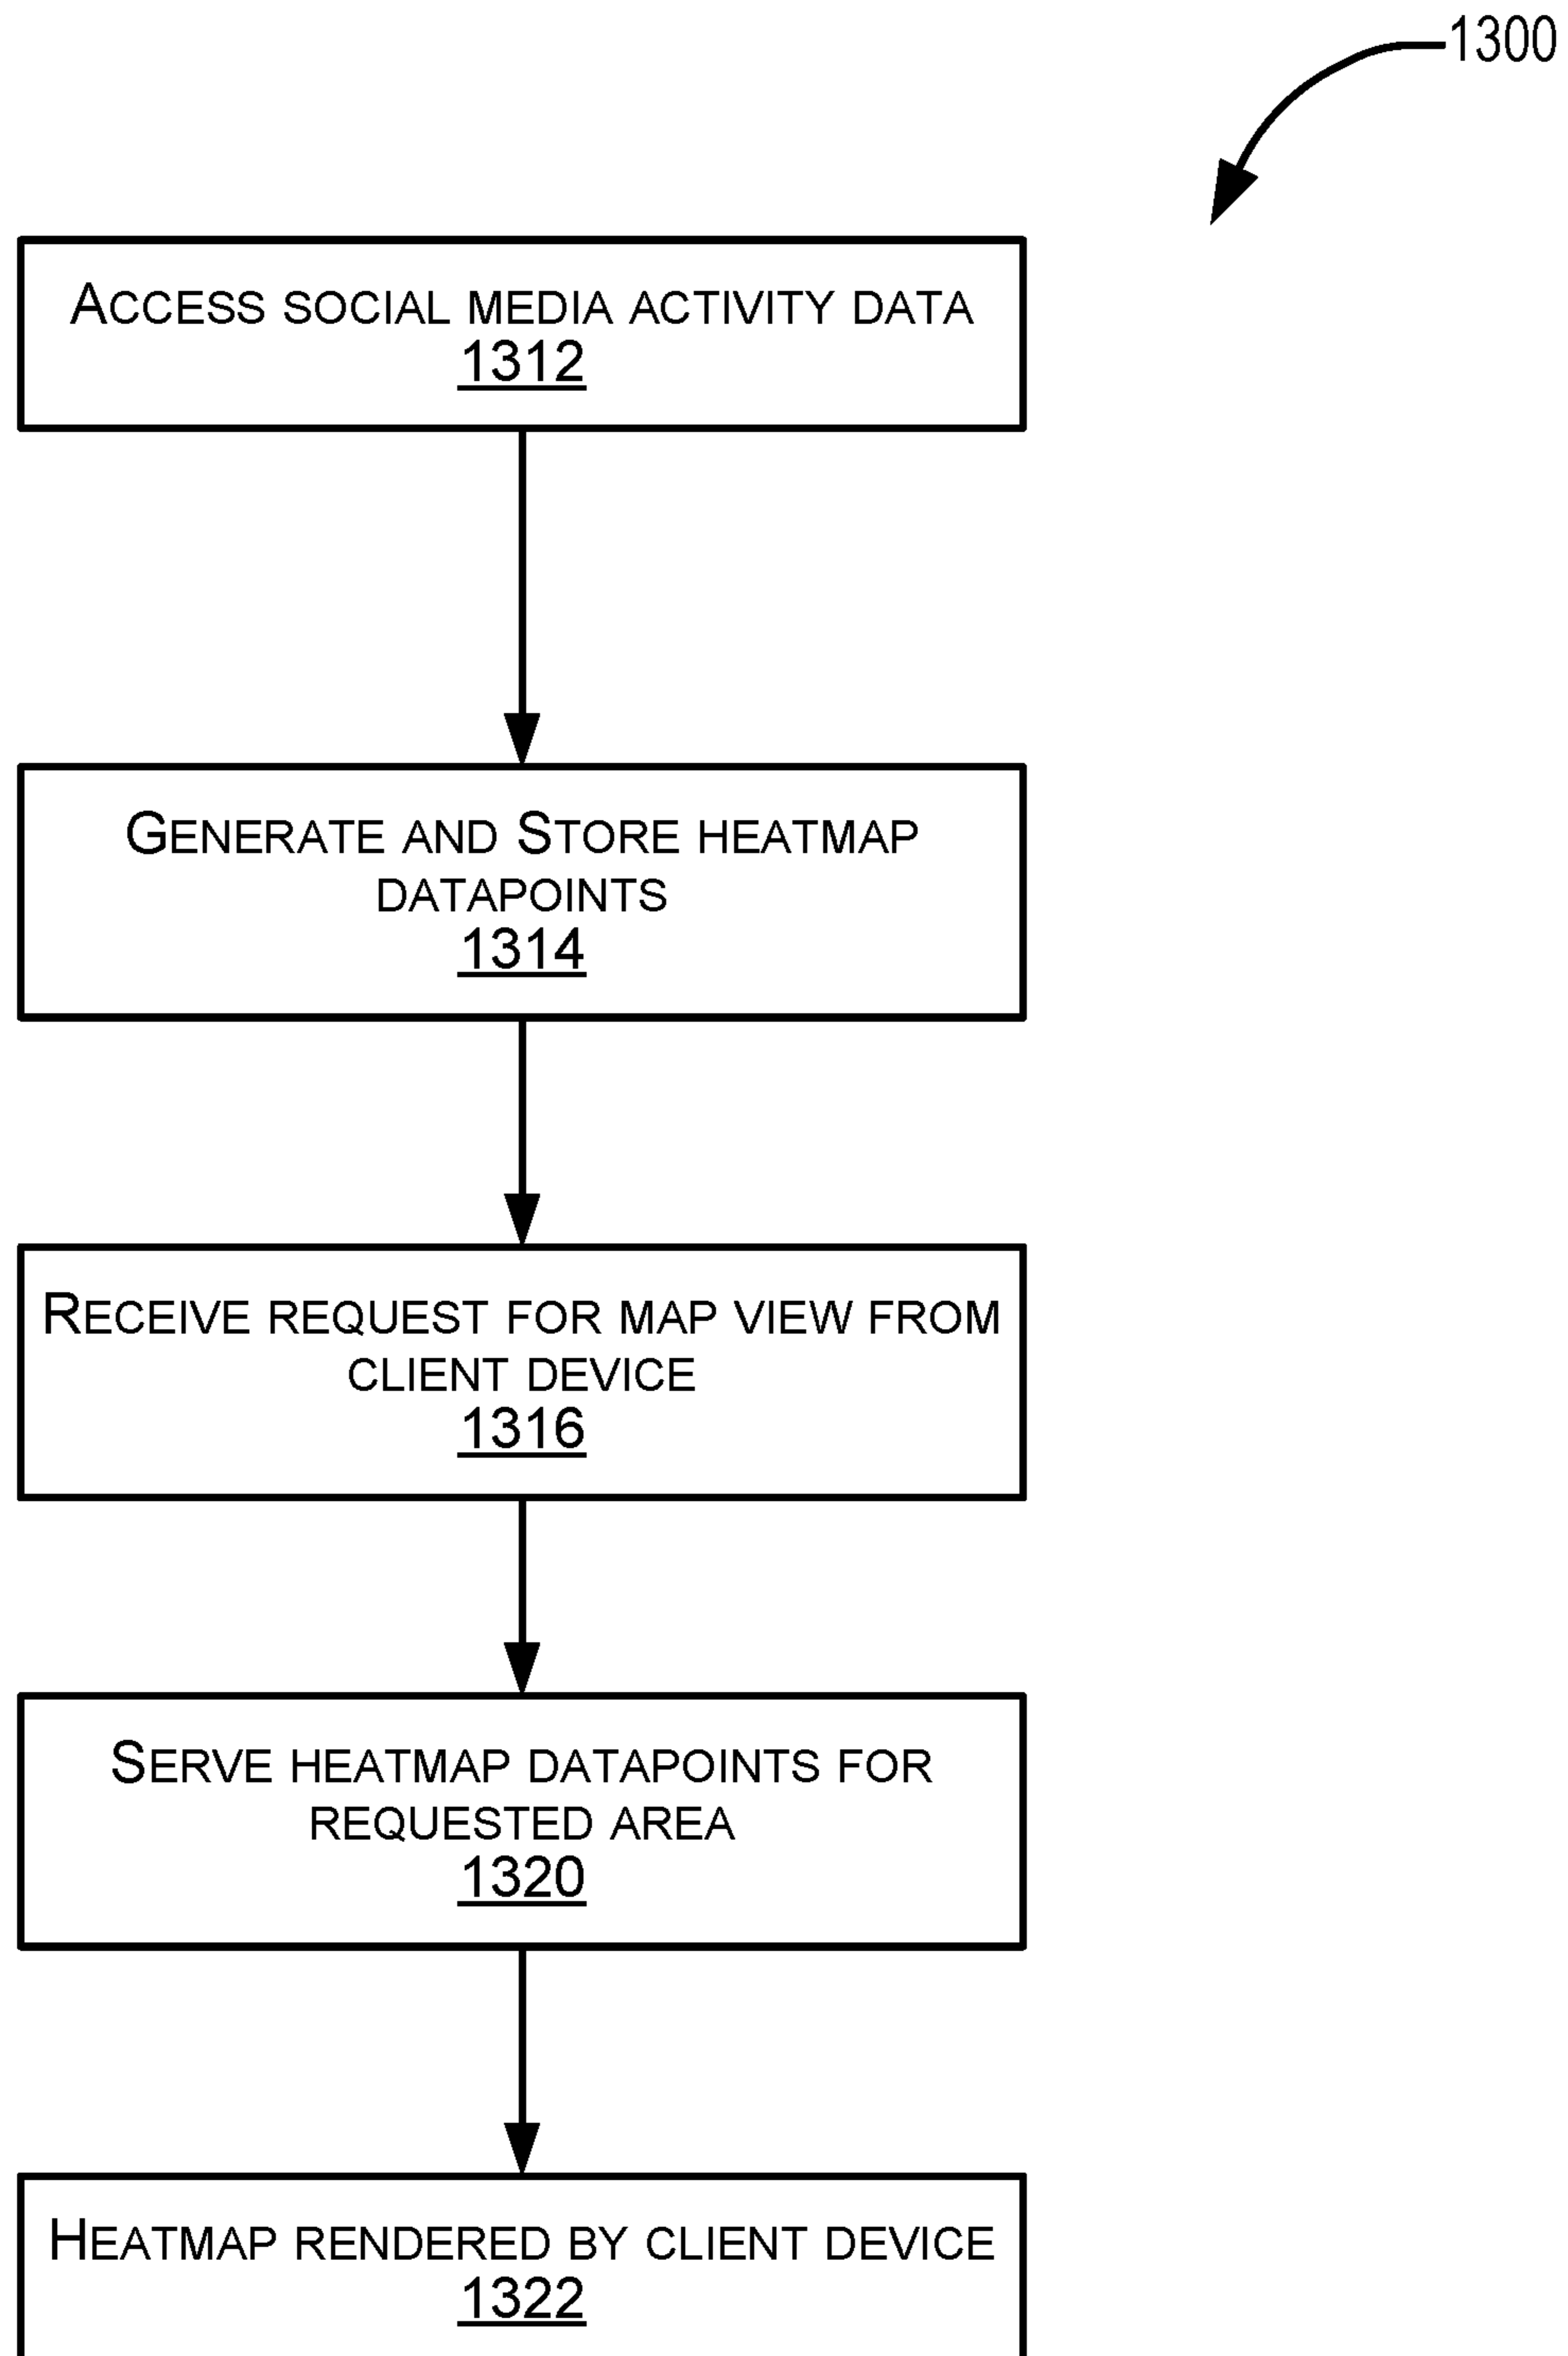 1300
ACCESS SOCIAL MEDIA ACTIVITY DATA
1312
GENERATE AND STORE HEATMAP
DATAPOINTS
1314
RECEIVE REQUEST FOR MAP VIEW FROM
CLIENT DEVICE
1316
SERVE HEATMAP DATAPOINTS FOR
REQUESTED AREA
1320
HEATMAP RENDERED BY CLIENT DEVICE
1322